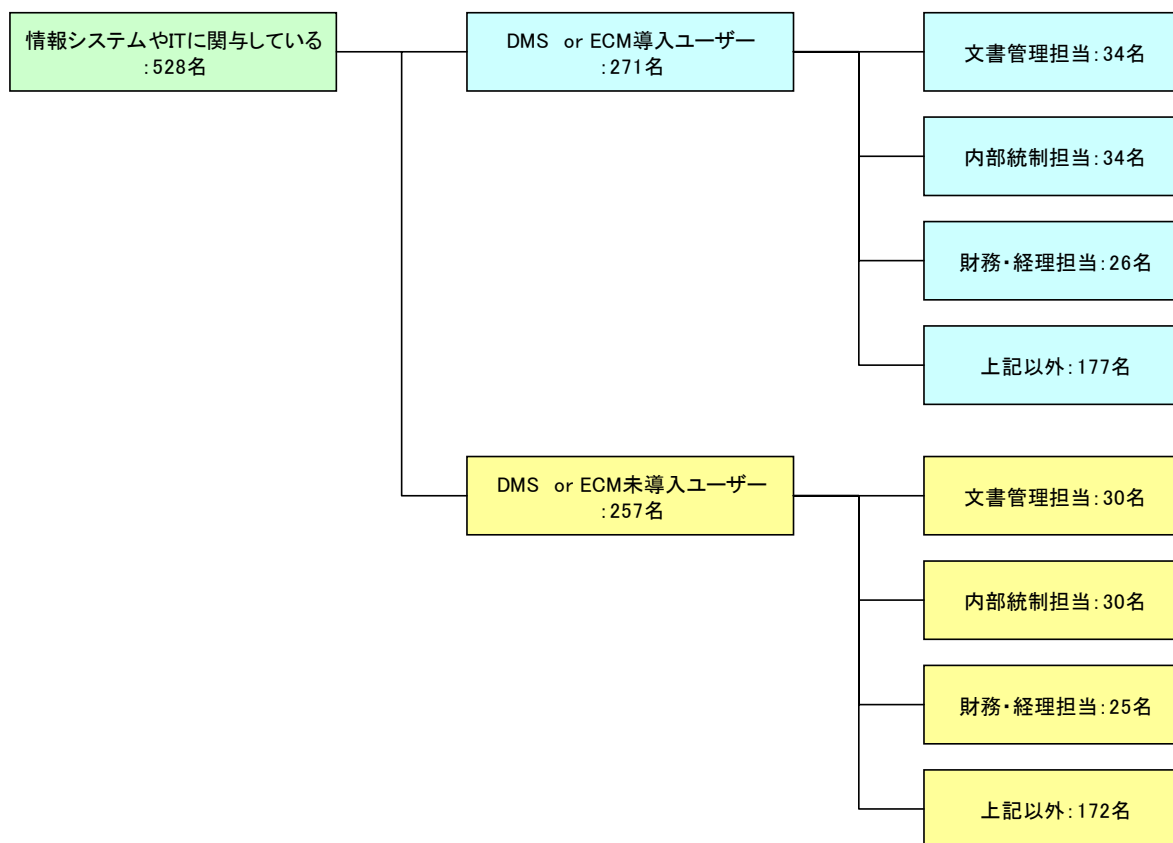 情報システムやITに関与している
:528名
DMS or ECM導入ユーザー
:271名
文書管理担当:34名
内部統制担当:34名
財務・経理担当:26名
上記以外:177名
DMS or ECM未導入ユーザー
:257名
文書管理担当:30名
内部統制担当:30名
財務・経理担当:25名
上記以外:172名